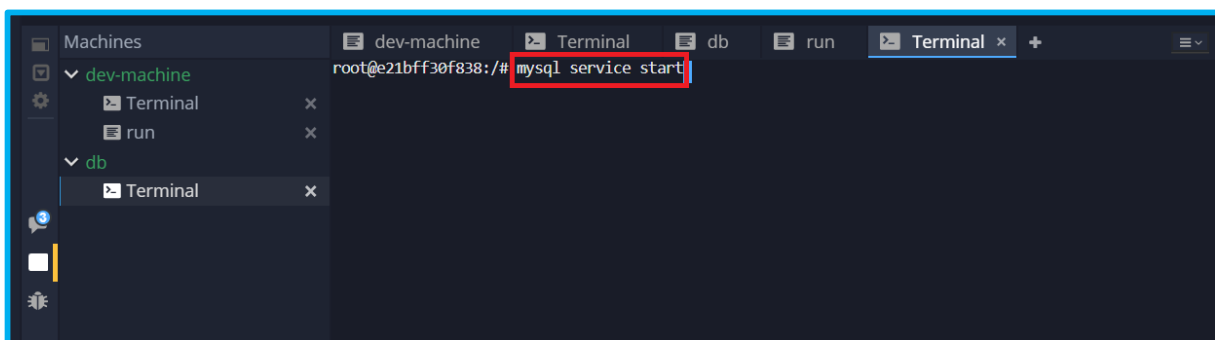 Machines
dev-machine
Terminal
run
db
Terminal
3
dev-machine Terminal db run Terminal × +
root@e21bff30f838:/# mysql service start